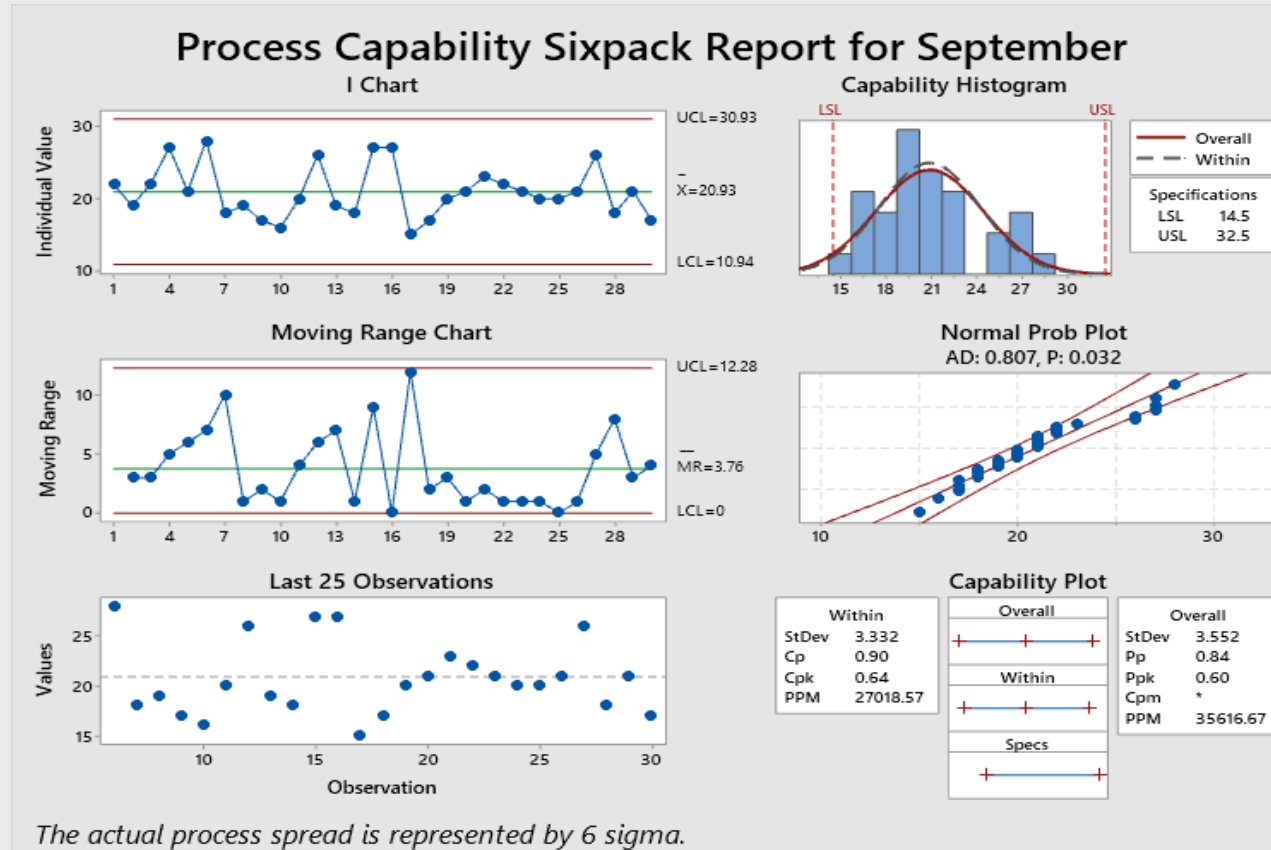 Process Capability Sixpack Report for September
I Chart
Individual Value
30
20
10
1 4 7 10 13 16 19 22 25 28
UCL=30.93
X̄=20.93
LCL=10.94
Capability Histogram
LSL USL
15 18 21 24 27 30
Overall
Within
Specifications
LSL 14.5
USL 32.5
Moving Range Chart
Moving Range
10
5
0
1 4 7 10 13 16 19 22 25 28
UCL=12.28
M̅R̅=3.76
LCL=0
Normal Prob Plot
AD: 0.807, P: 0.032
10 20 30
Last 25 Observations
Values
25
20
15
10 15 20 25 30
Observation
Capability Plot
Within
StDev 3.332
Cp 0.90
Cpk 0.64
PPM 27018.57
Overall
Within
Specs
Overall
StDev 3.552
Pp 0.84
Ppk 0.60
Cpm *
PPM 35616.67
The actual process spread is represented by 6 sigma.